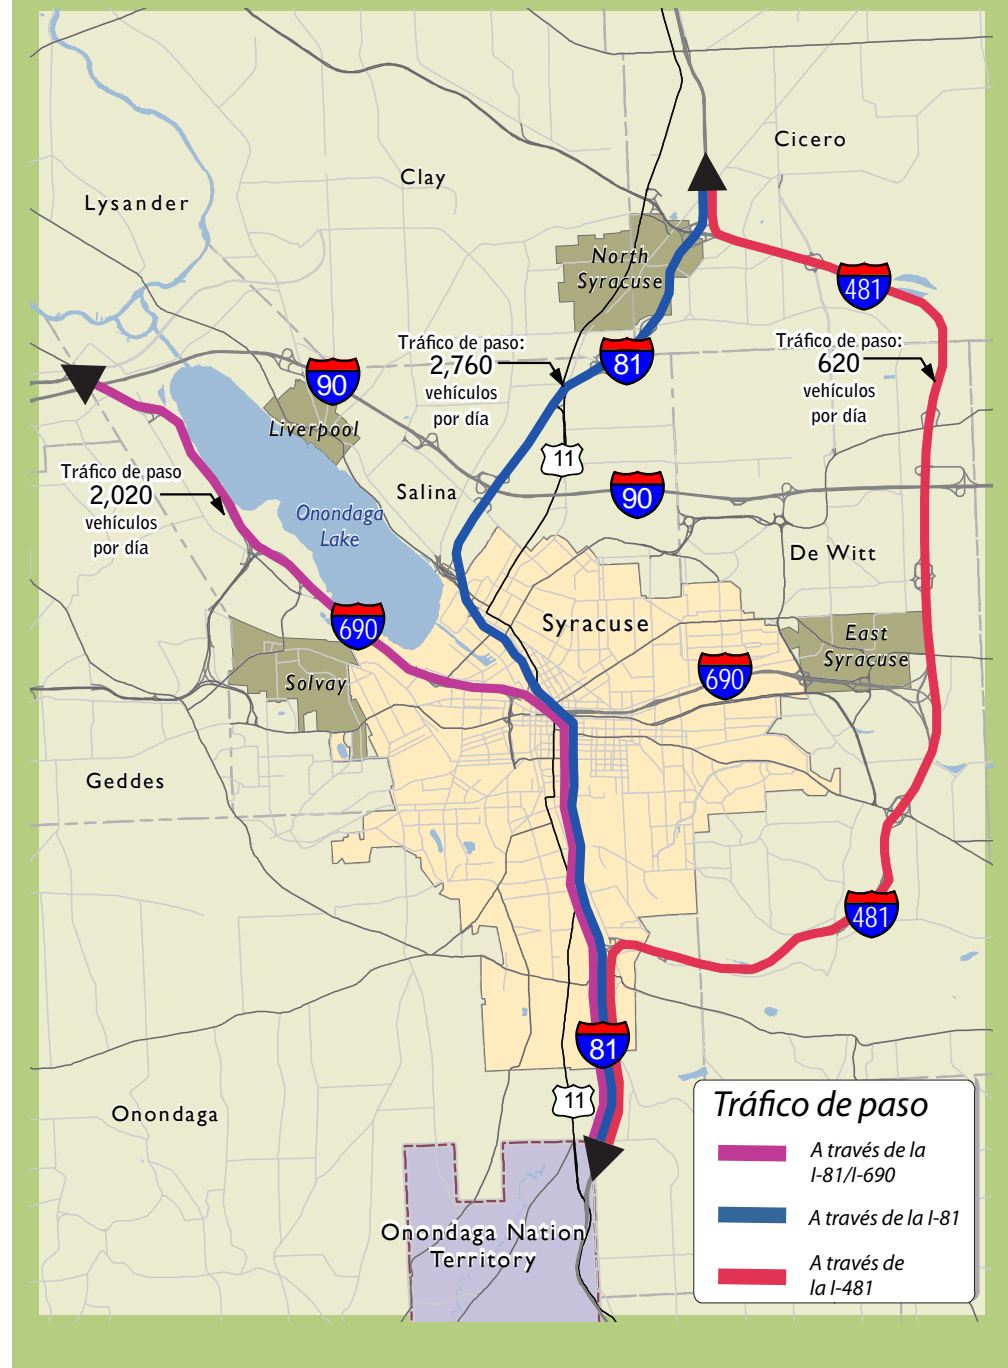 Cicero
Clay
Lysander
North
Syracuse
481
Tráfico de paso:
2,760
vehículos
por día
81
Tráfico de paso:
620
vehículos
por día
90
Liverpool
11
Tráfico de paso
2,020
vehículos
por día
Salina
90
Onondaga
Lake
De Witt
690
Syracuse
East
Syracuse
690
Solvay
Geddes
481
81
11
Onondaga
Onondaga Nation
Territory
Tráfico de paso
A través de la
I-81/I-690
A través de la I-81
A través de
la I-481